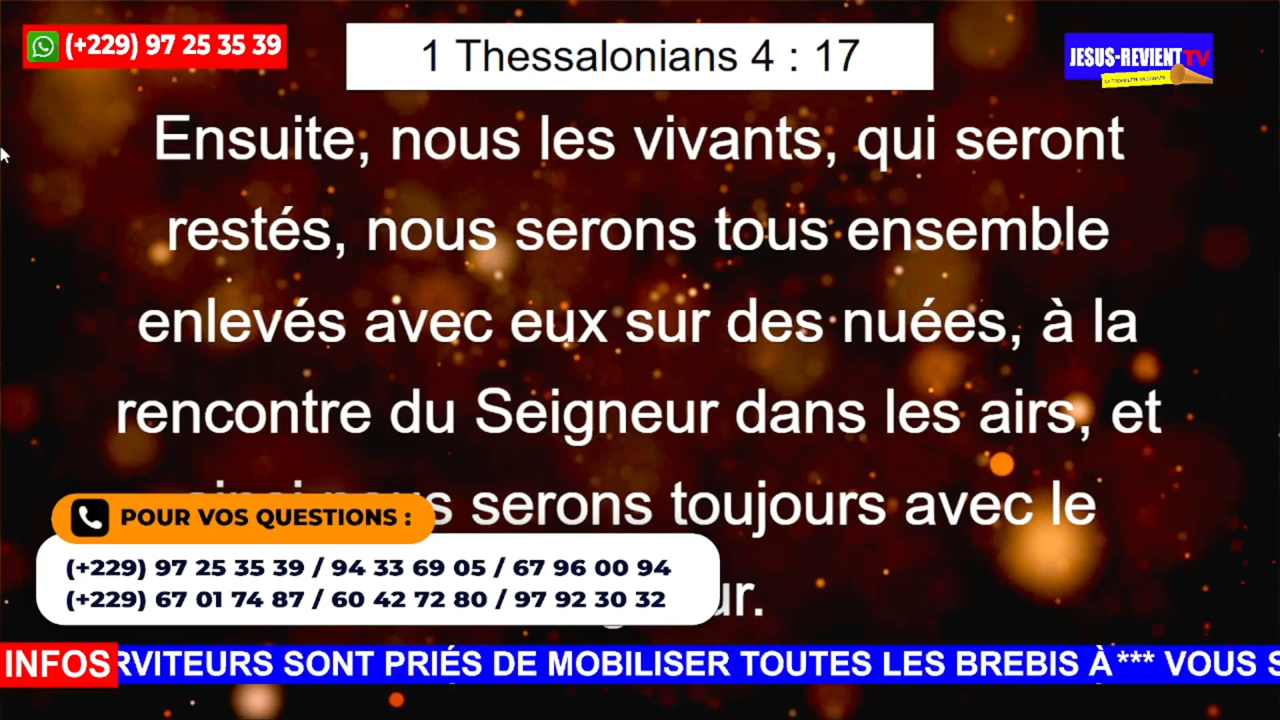 (+229) 97 25 35 39
1 Thessalonians 4 : 17
JESUS-REVIENT TV
Ensuite, nous les vivants, qui seront
restés, nous serons tous ensemble
enlevés avec eux sur des nuées, à la
rencontre du Seigneur dans les airs, et
serons toujours avec le
POUR VOS QUESTIONS :
(+229) 97 25 35 39 / 94 33 69 05 / 67 96 00 94
(+229) 67 01 74 87 / 60 42 72 80 / 97 92 30 32
INFOS RVITEURS SONT PRIÉS DE MOBILISER TOUTES LES BREBIS À *** VOUS S